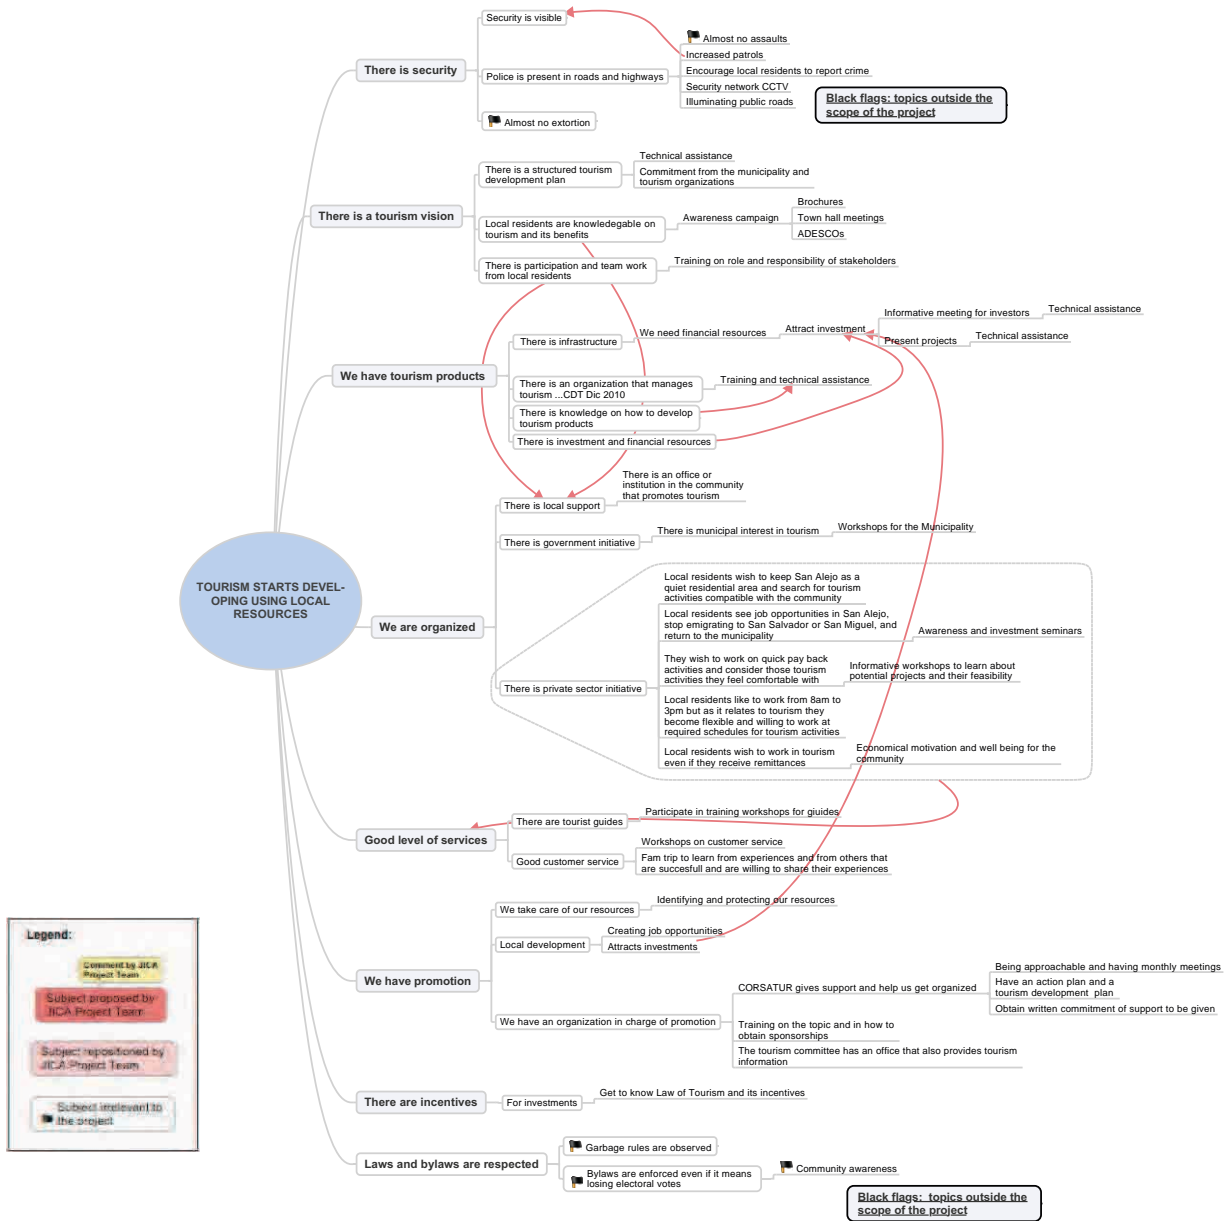 Security is visible
Almost no assaults
Increased patrols
There is security
Police is present in roads and highways
Encourage local residents to report crime
Security network CCTV
Illuminating public roads
Black flags: topics outside the
scope of the project
Almost no extortion
There is a tourism vision
There is a structured tourism
development plan
Technical assistance
Commitment from the municipality and
tourism organizations
Local residents are knowledegable on
tourism and its benefits
Awareness campaign
Brochures
Town hall meetings
ADESCOs
There is participation and team work
from local residents
Training on role and responsibility of stakeholders
We have tourism products
There is infrastructure
We need financial resources
Attract investment
Informative meeting for investors
Technical assistance
Present projects
Technical assistance
There is an organization that manages
tourism ...CDT Dic 2010
Training and technical assistance
There is knowledge on how to develop
tourism products
There is investment and financial resources
TOURISM STARTS DEVEL-
OPING USING LOCAL
RESOURCES
We are organized
There is local support
There is an office or
institution in the community
that promotes tourism
There is government initiative
There is municipal interest in tourism
Workshops for the Municipality
There is private sector initiative
Local residents wish to keep San Alejo as a
quiet residential area and search for tourism
activities compatible with the community
Local residents see job opportunities in San Alejo,
stop emigrating to San Salvador or San Miguel, and
return to the municipality
Awareness and investment seminars
They wish to work on quick pay back
activities and consider those tourism
activities they feel comfortable with
Informative workshops to learn about
potential projects and their feasibility
Local residents like to work from 8am to
3pm but as it relates to tourism they
become flexible and willing to work at
required schedules for tourism activities
Local residents wish to work in tourism
even if they receive remittances
Economical motivation and well being for the
community
Good level of services
There are tourist guides
Participate in training workshops for giuides
Good customer service
Workshops on customer service
Fam trip to learn from experiences and from others that
are succesfull and are willing to share their experiences
We have promotion
We take care of our resources
Identifying and protecting our resources
Local development
Creating job opportunities
Attracts investments
We have an organization in charge of promotion
CORSATUR gives support and help us get organized
Being approachable and having monthly meetings
Have an action plan and a
tourism development plan
Obtain written commitment of support to be given
Training on the topic and in how to
obtain sponsorships
The tourism committee has an office that also provides tourism
information
There are incentives
For investments
Get to know Law of Tourism and its incentives
Laws and bylaws are respected
Garbage rules are observed
Bylaws are enforced even if it means
losing electoral votes
Community awareness
Black flags: topics outside the
scope of the project
Legend:
Comment by JICA
Project Team
Subject proposed by
JICA Project Team
Subject repositioned by
JICA Project Team
Subject irrelevant to
the project